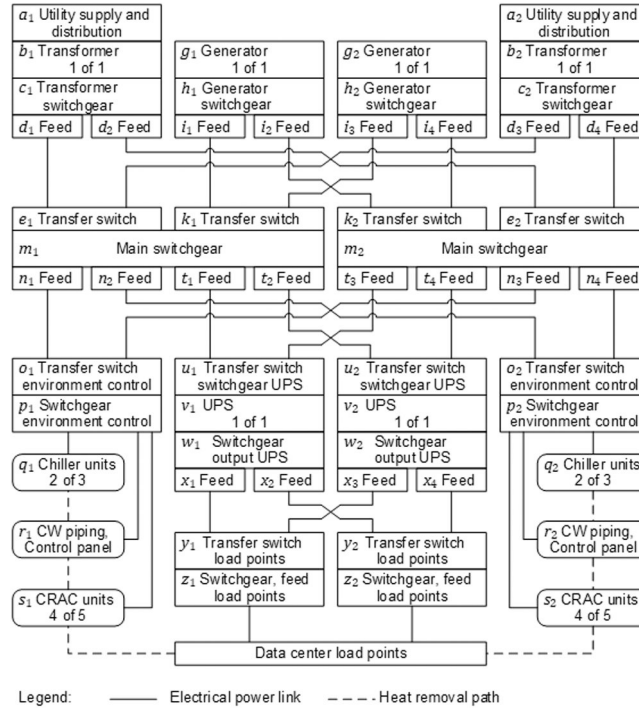 a₁ Utility supply and
distribution
a₂ Utility supply and
distribution
b₁ Transformer
1 of 1
g₁ Generator
1 of 1
g₂ Generator
1 of 1
b₂ Transformer
1 of 1
c₁ Transformer
switchgear
h₁ Generator
switchgear
h₂ Generator
switchgear
c₂ Transformer
switchgear
d₁ Feed
d₂ Feed
i₁ Feed
i₂ Feed
i₃ Feed
i₄ Feed
d₃ Feed
d₄ Feed
e₁ Transfer switch
k₁ Transfer switch
k₂ Transfer switch
e₂ Transfer switch
m₁ Main switchgear
m₂ Main switchgear
n₁ Feed
n₂ Feed
t₁ Feed
t₂ Feed
t₃ Feed
t₄ Feed
n₃ Feed
n₄ Feed
o₁ Transfer switch
environment control
u₁ Transfer switch
switchgear UPS
u₂ Transfer switch
switchgear UPS
o₂ Transfer switch
environment control
p₁ Switchgear
environment control
v₁ UPS
1 of 1
v₂ UPS
1 of 1
p₂ Switchgear
environment control
w₁ Switchgear
output UPS
w₂ Switchgear
output UPS
q₁ Chiller units
2 of 3
q₂ Chiller units
2 of 3
x₁ Feed
x₂ Feed
x₃ Feed
x₄ Feed
r₁ CW piping,
Control panel
y₁ Transfer switch
load points
y₂ Transfer switch
load points
r₂ CW piping,
Control panel
z₁ Switchgear, feed
load points
z₂ Switchgear, feed
load points
s₁ CRAC units
4 of 5
s₂ CRAC units
4 of 5
Data center load points
Legend: Electrical power link Heat removal path